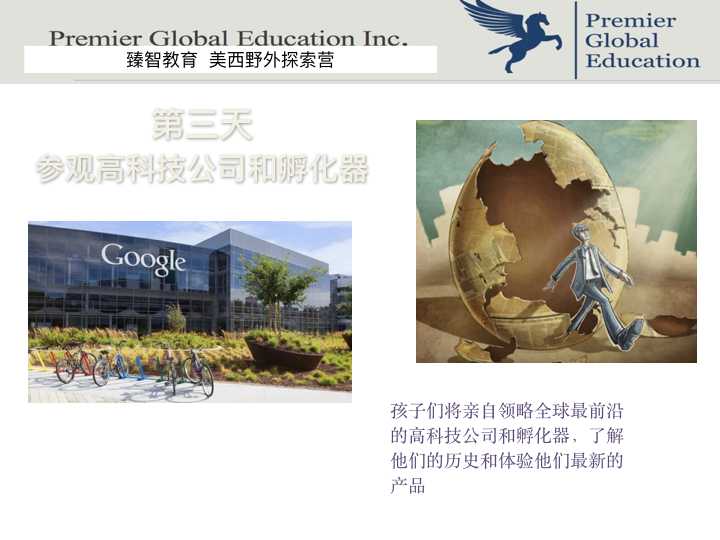 Premier Global Education Inc.
臻智教育 美西野外探索营
Premier
Global
Education
第三天
参观高科技公司和孵化器
Google
孩子们将亲自领略全球最前沿
的高科技公司和孵化器，了解
他们的历史和体验他们最新的
产品